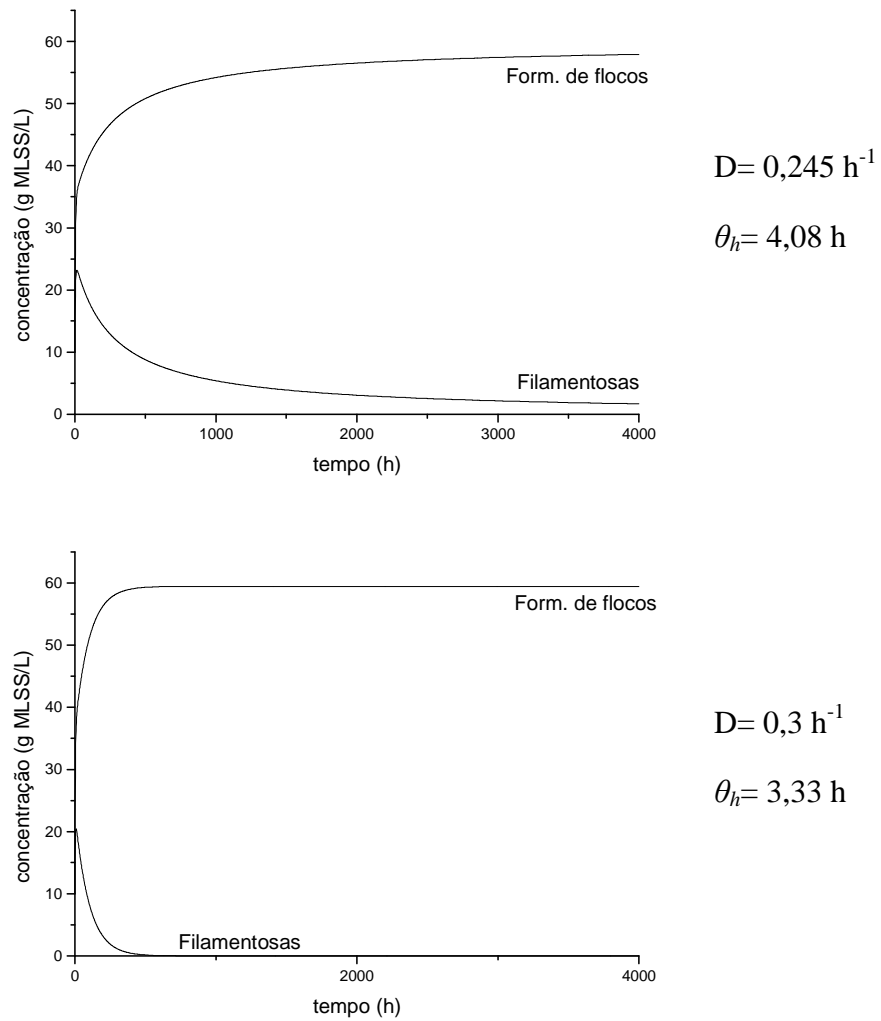 60
50
40
30
20
10
0
concentração (g MLSS/L)
Form. de flocos
Filamentosas
0 1000 2000 3000 4000
tempo (h)
D= 0,245 h-1
θh= 4,08 h
60
50
40
30
20
10
0
concentração (g MLSS/L)
Form. de flocos
Filamentosas
0 2000 4000
tempo (h)
D= 0,3 h-1
θh= 3,33 h